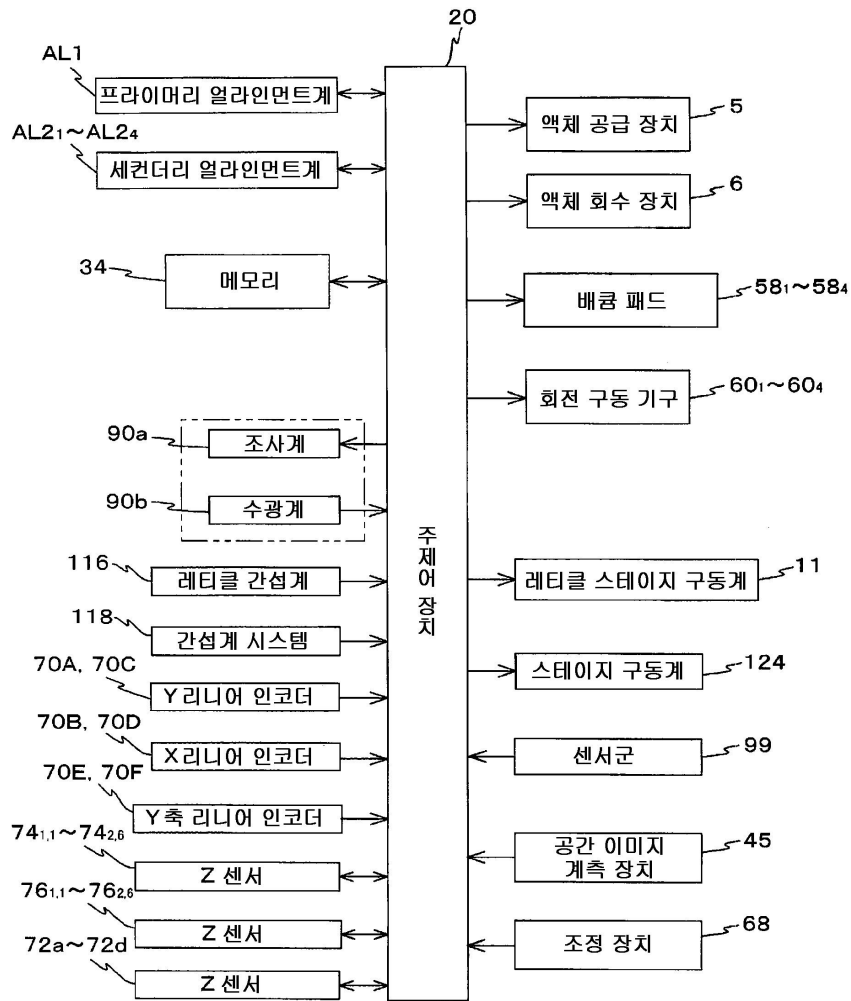 20
AL1
프라이머리 얼라인먼트계
AL2₁~AL2₄
세컨더리 얼라인먼트계
34
메모리
90a
조사계
90b
수광계
116
레티클 간섭계
118
간섭계 시스템
70A, 70C
Y 리니어 인코더
70B, 70D
X 리니어 인코더
70E, 70F
Y 축 리니어 인코더
74₁,₁~74₂,₆
Z 센서
76₁,₁~76₂,₆
Z 센서
72a~72d
Z 센서
주제어 장치
5
액체 공급 장치
6
액체 회수 장치
58₁~58₄
배큠 패드
60₁~60₄
회전 구동 기구
11
레티클 스테이지 구동계
124
스테이지 구동계
99
센서군
45
공간 이미지
계측 장치
68
조정 장치